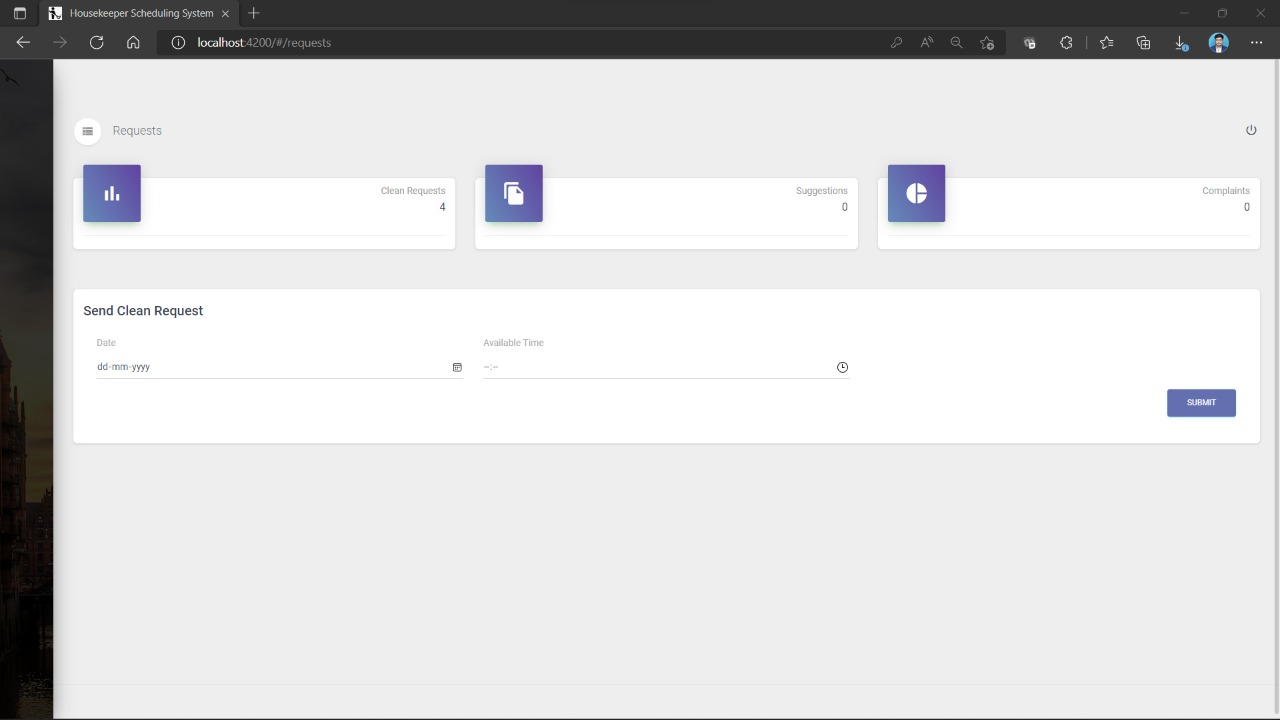 Housekeeper Scheduling System
localhost:4200/#/requests
Requests
Clean Requests
4
Suggestions
0
Complaints
0
Send Clean Request
Date
Available Time
dd-mm-yyyy
--:--
SUBMIT